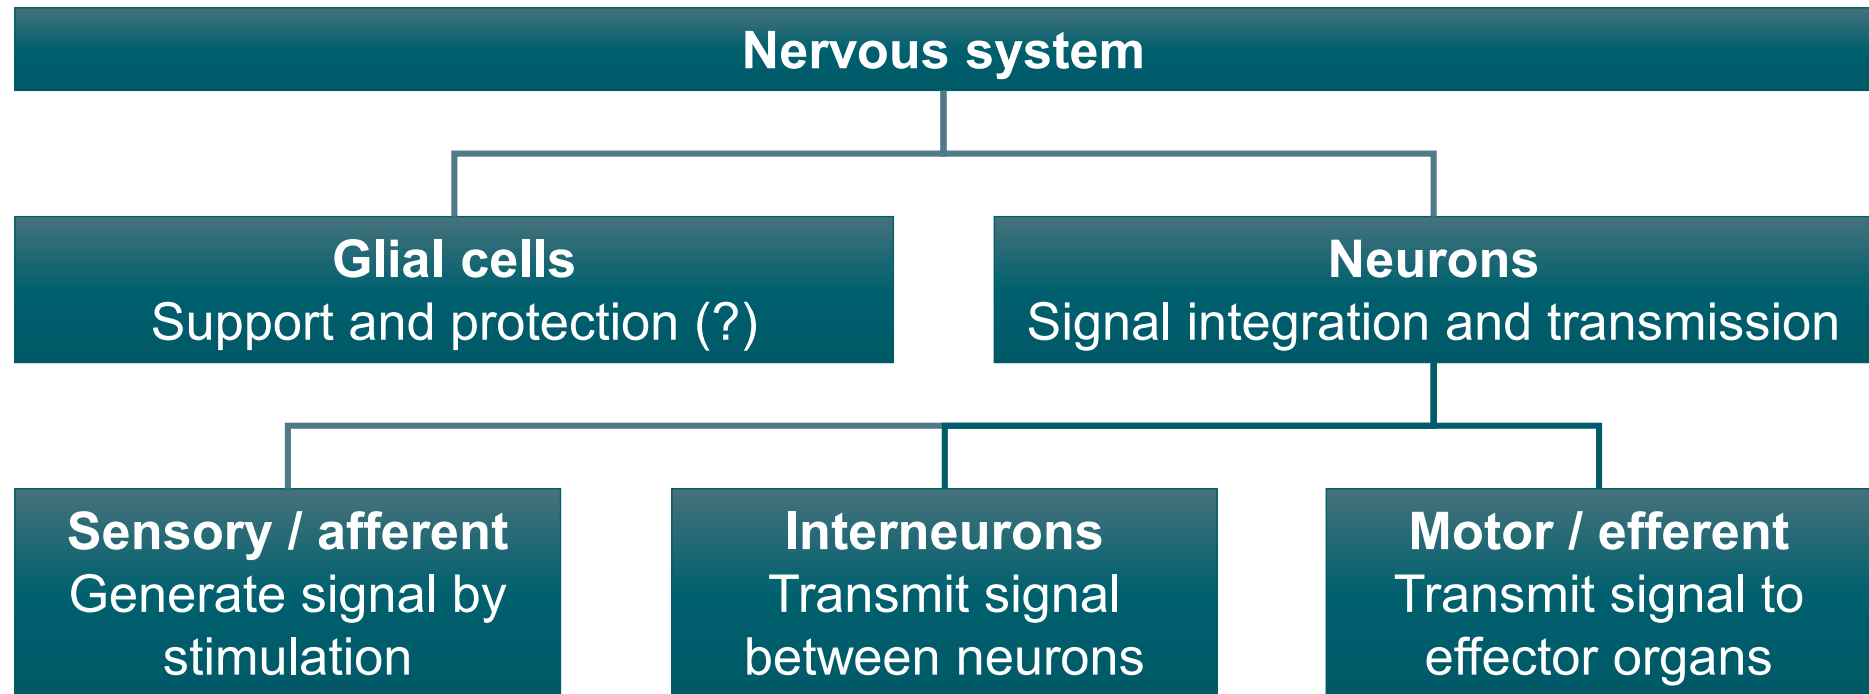 Nervous system
Glial cells
Support and protection (?)
Neurons
Signal integration and transmission
Sensory / afferent
Generate signal by
stimulation
Interneurons
Transmit signal
between neurons
Motor / efferent
Transmit signal to
effector organs